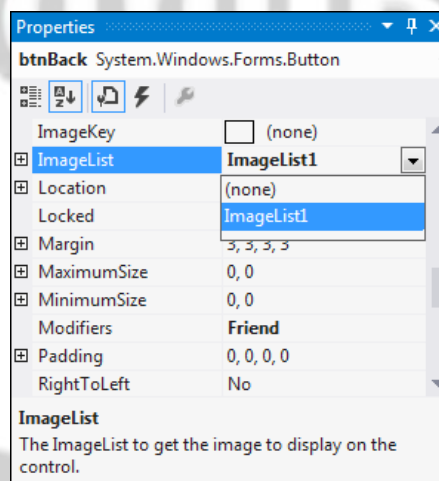 Properties
btnBack System.Windows.Forms.Button
ImageKey (none)
ImageList ImageList1
Location (none)
Locked ImageList1
Margin 3, 3, 3, 3
MaximumSize 0, 0
MinimumSize 0, 0
Modifiers Friend
Padding 0, 0, 0, 0
RightToLeft No
ImageList
The ImageList to get the image to display on the
control.